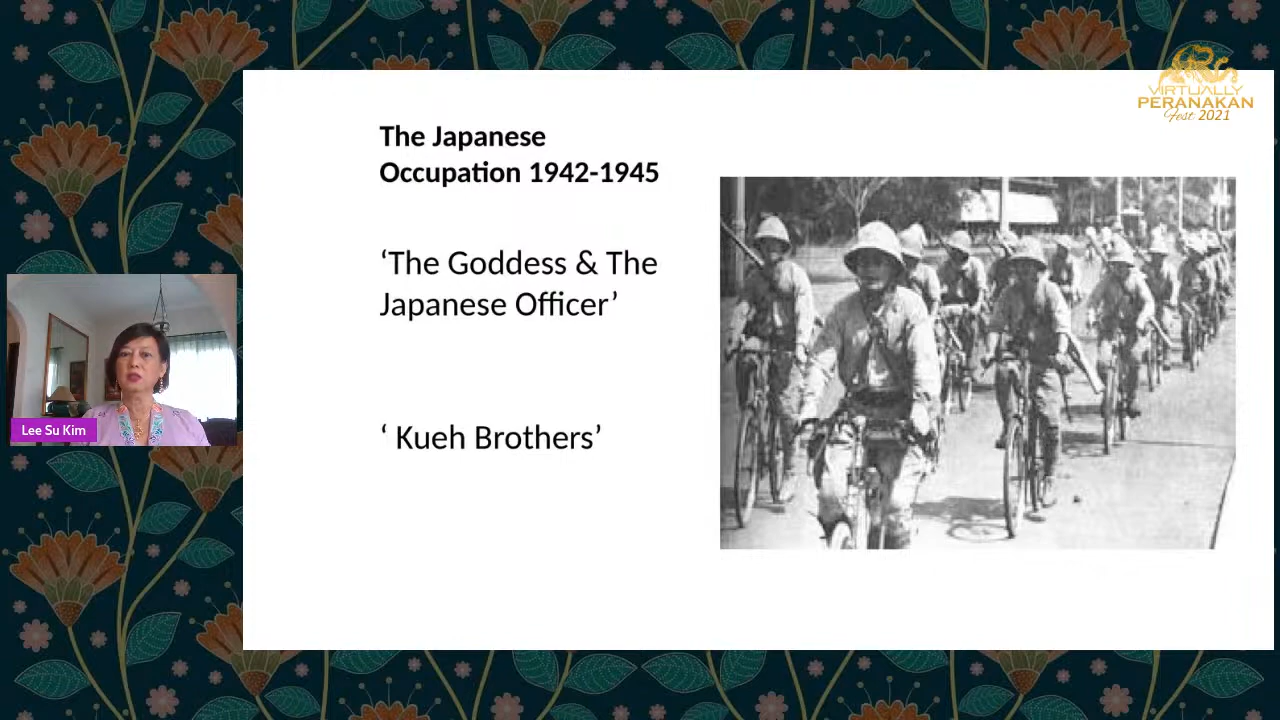 VIRTUALLY
PERANAKAN
Fest 2021
The Japanese
Occupation 1942-1945
‘The Goddess & The
Japanese Officer’
‘ Kueh Brothers’
Lee Su Kim